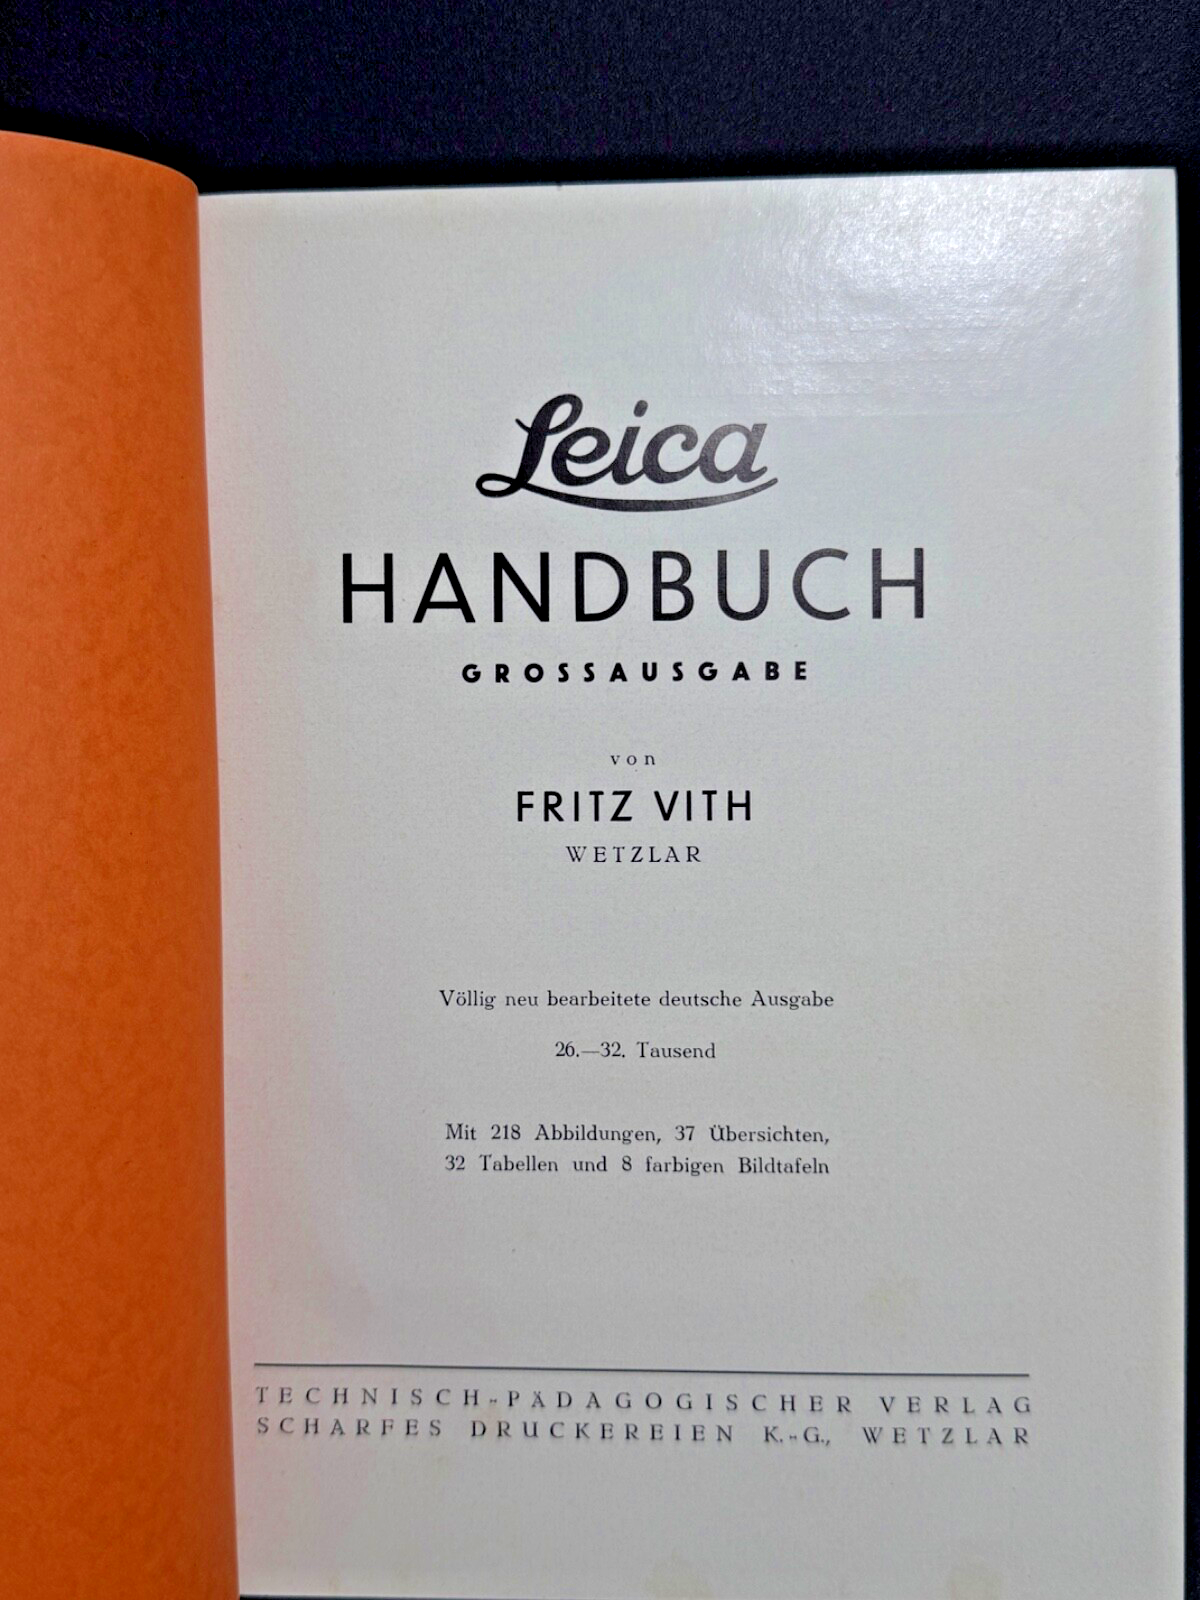 Leica
HANDBUCH
GROSSAUSGABE
von
FRITZ VITH
WETZLAR
Völlig neu bearbeitete deutsche Ausgabe
26.—32. Tausend
Mit 218 Abbildungen, 37 Übersichten,
32 Tabellen und 8 farbigen Bildtafeln
TECHNISCH-PÄDAGOGISCHER VERLAG
SCHARFES DRUCKEREIEN K.-G., WETZLAR